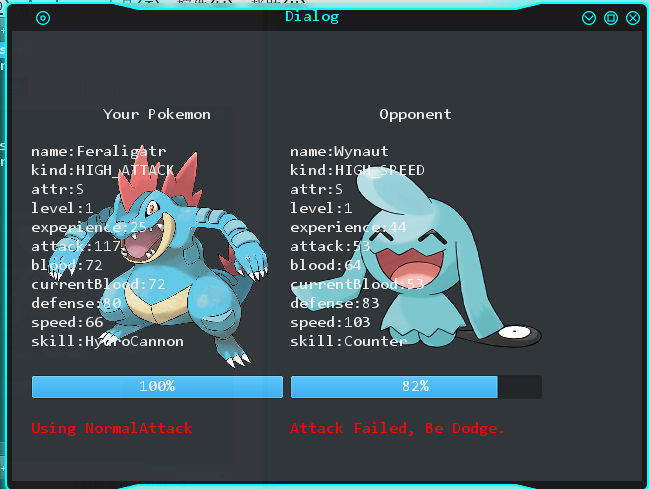 Dialog
Your Pokemon
Opponent
name:Feraligatr
kind:HIGH_ATTACK
attr:S
level:1
experience:25
attack:117
blood:72
currentBlood:72
defense:80
speed:66
skill:HydroCannon
100%
Using NormalAttack
name:Wynaut
kind:HIGH_SPEED
attr:S
level:1
experience:44
attack:53
blood:64
currentBlood:53
defense:83
speed:103
skill:Counter
82%
Attack Failed, Be Dodge.